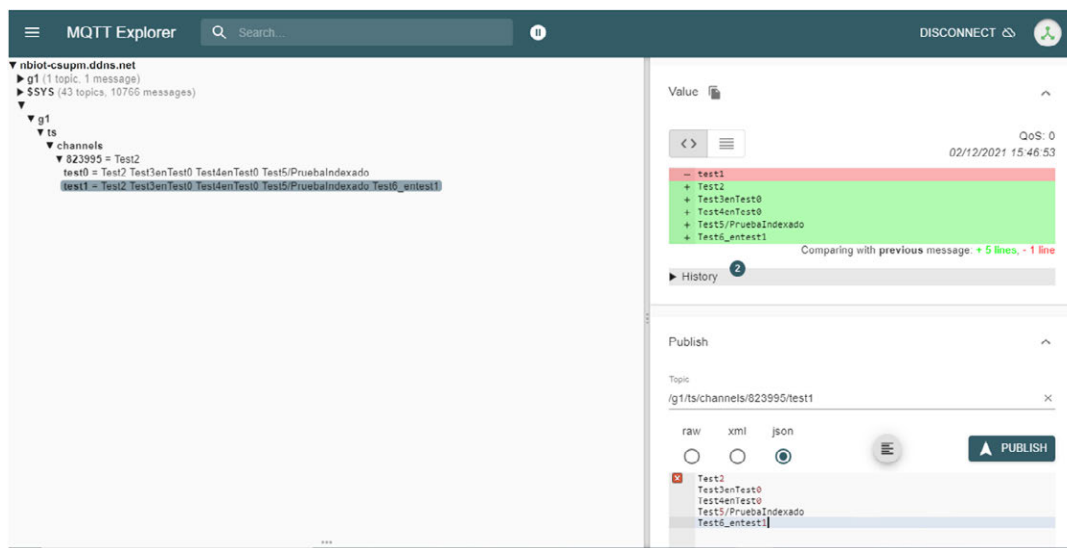 MQTT Explorer
Search...
DISCONNECT
▼ nbiot-csupm.ddns.net
▶ g1 (1 topic, 1 message)
▶ $SYS (43 topics, 10766 messages)
▼
▼ g1
▼ ts
▼ channels
▼ 823995 = Test2
test0 = Test2 Test3enTest0 Test4enTest0 Test5/PruebaIndexado
test1 = Test2 Test3enTest0 Test4enTest0 Test5/PruebaIndexado Test6_entest1
Value
QoS: 0
02/12/2021 15:46:53
- test1
+ Test2
+ Test3enTest0
+ Test4enTest0
+ Test5/PruebaIndexado
+ Test6_entest1
Comparing with previous message: + 5 lines, - 1 line
▶ History 2
Publish
Topic
/g1/ts/channels/823995/test1
raw xml json
PUBLISH
Test2
Test3enTest0
Test4enTest0
Test5/PruebaIndexado
Test6_entest1